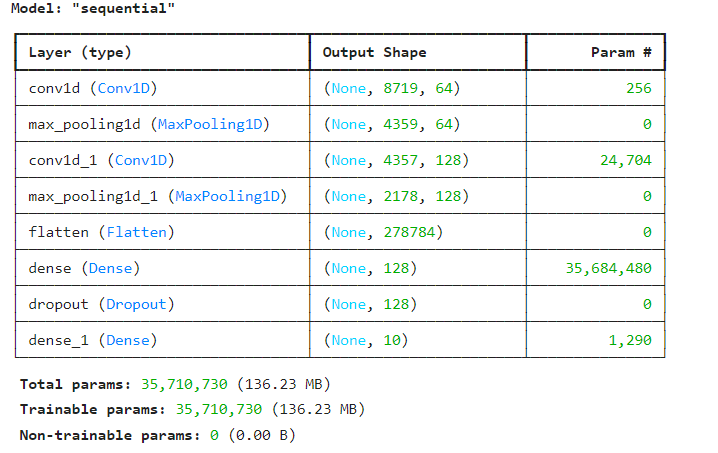 Model: "sequential"
Layer (type) Output Shape Param #
conv1d (Conv1D) (None, 8719, 64) 256
max_pooling1d (MaxPooling1D) (None, 4359, 64) 0
conv1d_1 (Conv1D) (None, 4357, 128) 24,704
max_pooling1d_1 (MaxPooling1D) (None, 2178, 128) 0
flatten (Flatten) (None, 278784) 0
dense (Dense) (None, 128) 35,684,480
dropout (Dropout) (None, 128) 0
dense_1 (Dense) (None, 10) 1,290
Total params: 35,710,730 (136.23 MB)
Trainable params: 35,710,730 (136.23 MB)
Non-trainable params: 0 (0.00 B)